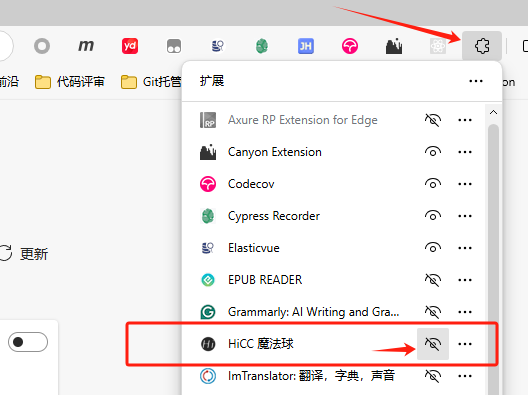 m
yd
JH
前沿
代码评审
Git托管
on
扩展
RP
Axure RP Extension for Edge
Canyon Extension
Codecov
Cypress Recorder
Elasticvue
更新
EPUB READER
Grammarly: AI Writing and Gra...
Hi
HiCC 魔法球
ImTranslator: 翻译，字典，声音